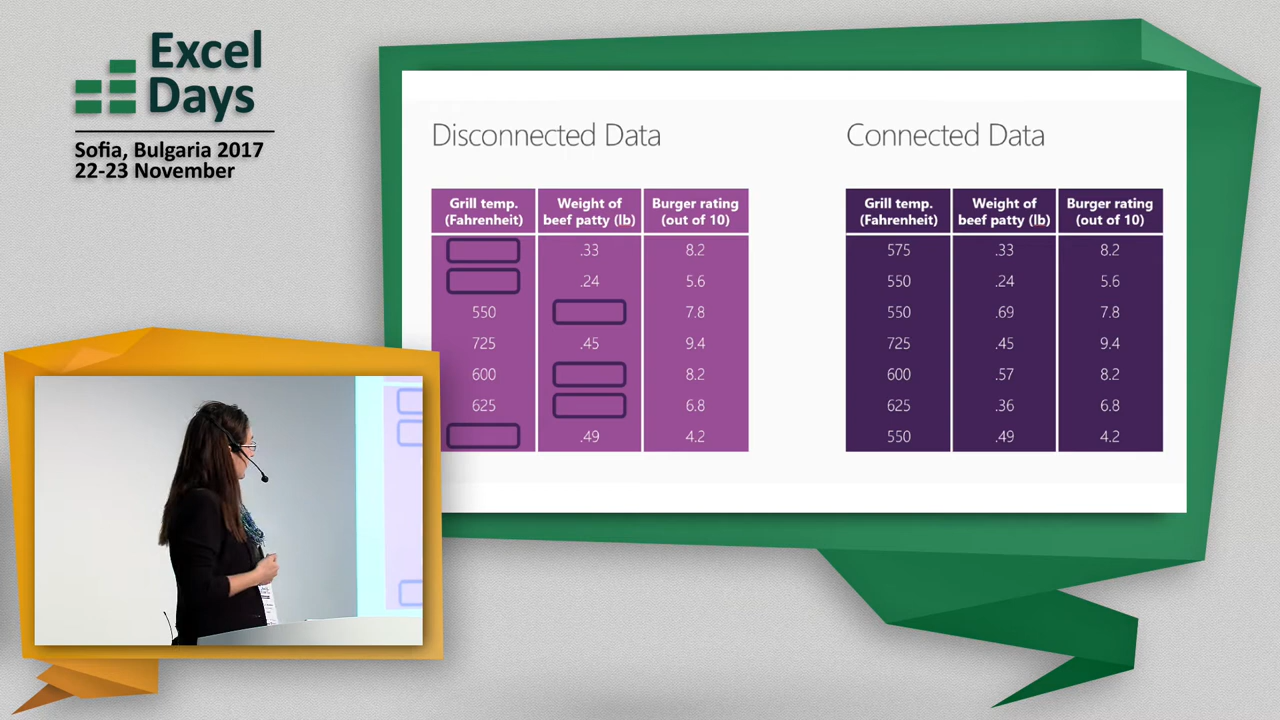 Excel
Days
Sofia, Bulgaria 2017
22-23 November
Disconnected Data
Grill temp. (Fahrenheit) Weight of beef patty (lb) Burger rating (out of 10)
.33 8.2
.24 5.6
550 7.8
725 .45 9.4
600 8.2
625 6.8
.49 4.2
Connected Data
Grill temp. (Fahrenheit) Weight of beef patty (lb) Burger rating (out of 10)
575 .33 8.2
550 .24 5.6
550 .69 7.8
725 .45 9.4
600 .57 8.2
625 .36 6.8
550 .49 4.2